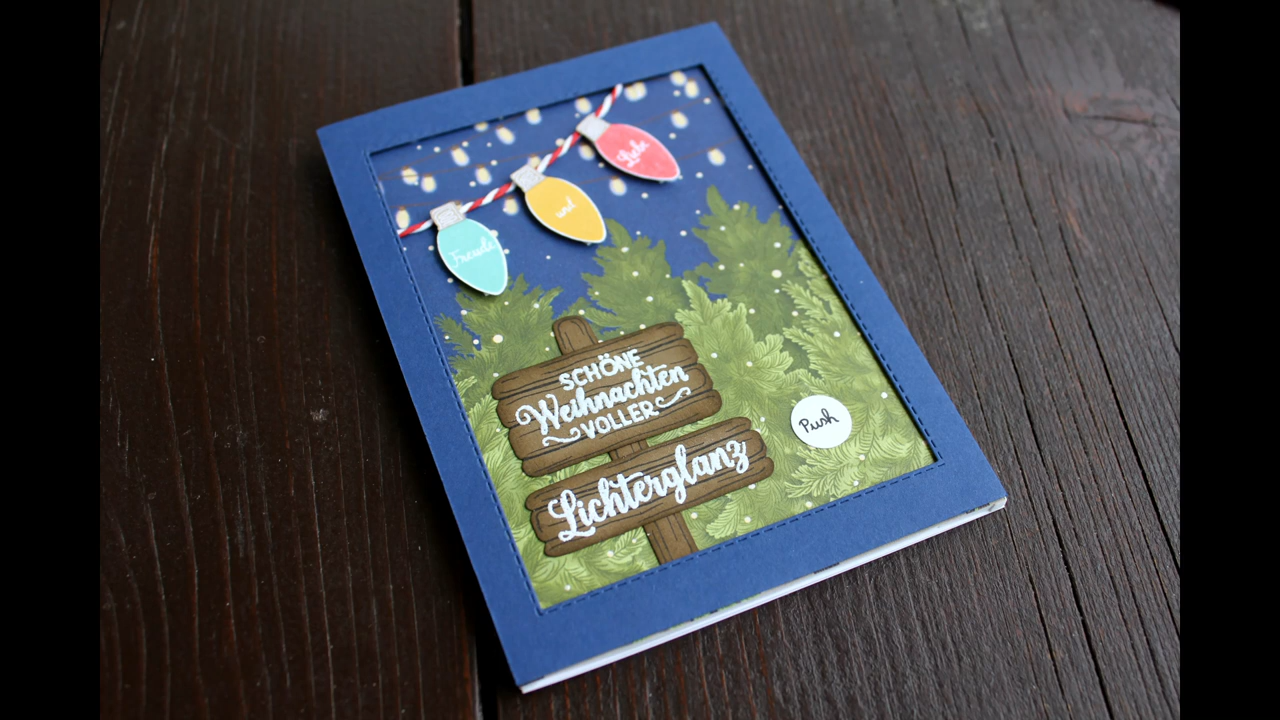 Freude
und
Liebe
SCHÖNE
Weihnachten
VOLLER
Lichterglanz
Push